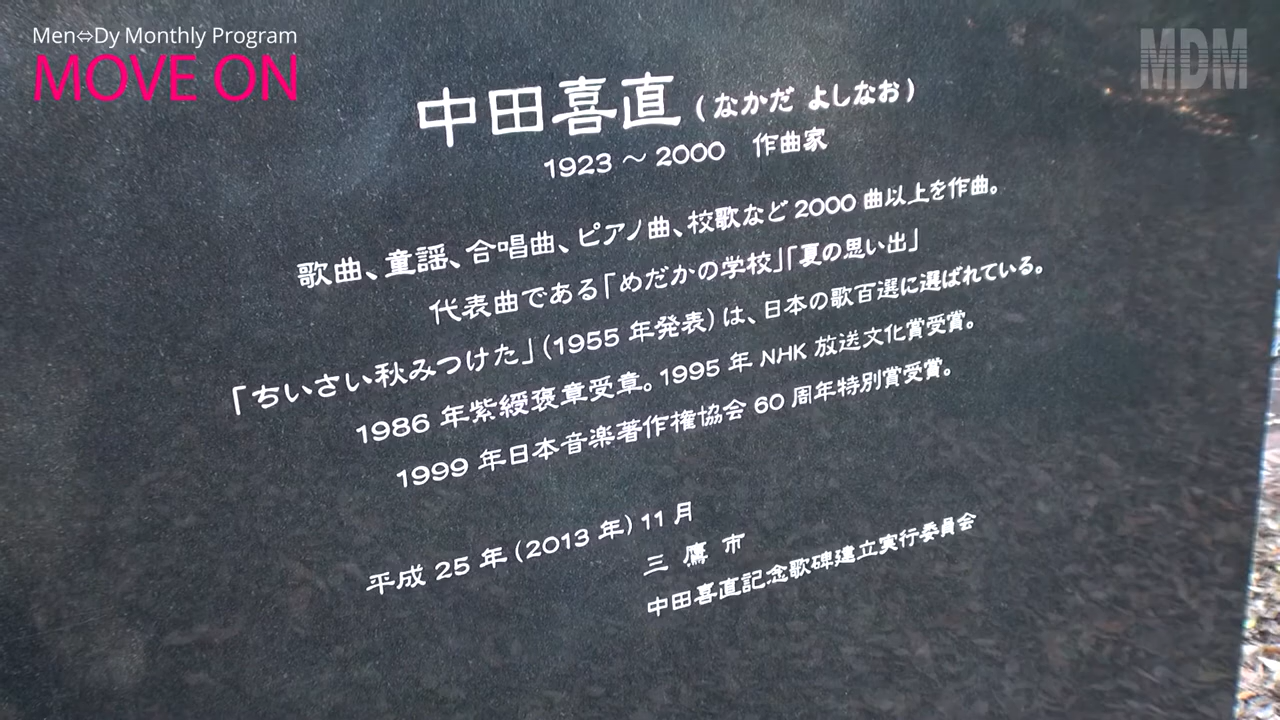 Men⇔Dy Monthly Program
MOVE ON
MDM
中田喜直(なかだ よしなお)
1923 ～ 2000 作曲家
歌曲、童謡、合唱曲、ピアノ曲、校歌など 2000 曲以上を作曲。
代表曲である「めだかの学校」「夏の思い出」
「ちいさい秋みつけた」(1955 年発表)は、日本の歌百選に選ばれている。
1986 年紫綬褒章受章。1995 年 NHK 放送文化賞受賞。
1999 年日本音楽著作権協会 60 周年特別賞受賞。
平成 25 年(2013 年)11 月
三 鷹 市
中田喜直記念歌碑建立実行委員会